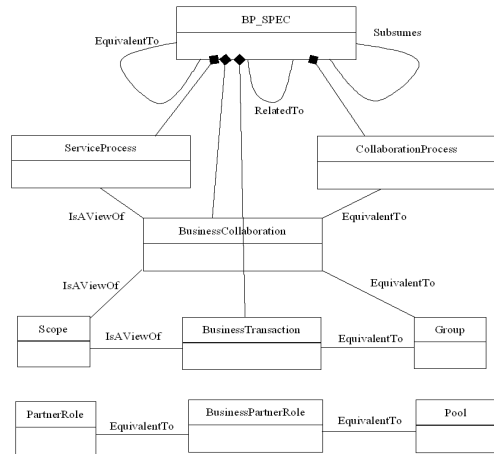 BP_SPEC
EquivalentTo
Subsumes
RelatedTo
ServiceProcess
CollaborationProcess
IsAViewOf
EquivalentTo
BusinessCollaboration
IsAViewOf
EquivalentTo
Scope
IsAViewOf
BusinessTransaction
EquivalentTo
Group
PartnerRole
EquivalentTo
BusinessPartnerRole
EquivalentTo
Pool